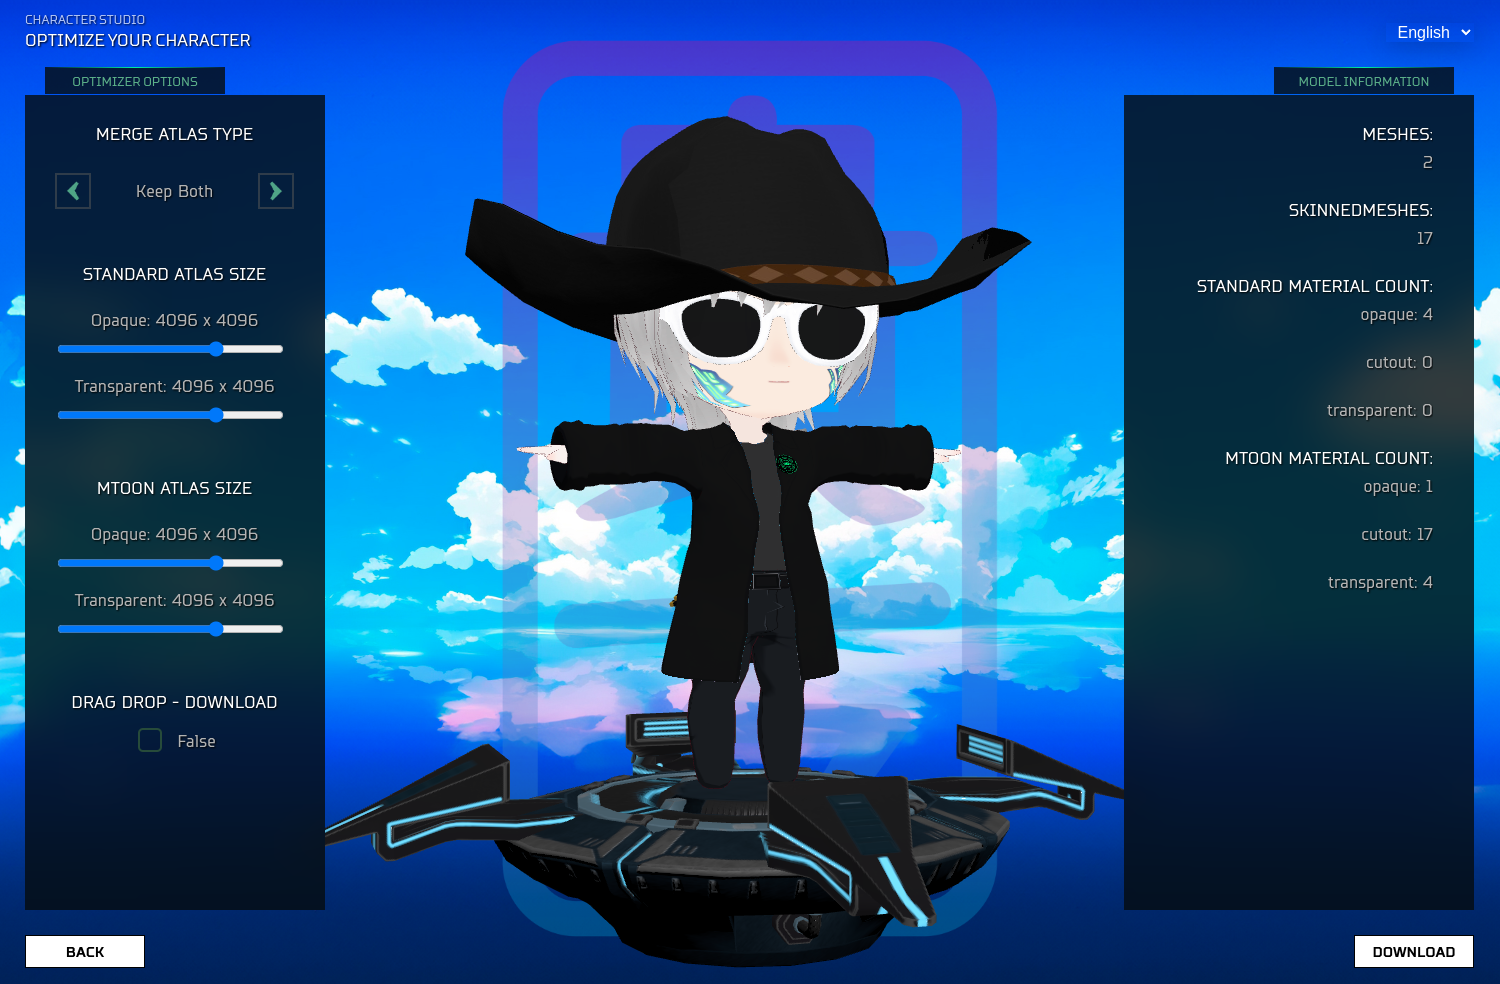 CHARACTER STUDIO
OPTIMIZE YOUR CHARACTER
English
OPTIMIZER OPTIONS
MERGE ATLAS TYPE
Keep Both
STANDARD ATLAS SIZE
Opaque: 4096 x 4096
Transparent: 4096 x 4096
MTOON ATLAS SIZE
Opaque: 4096 x 4096
Transparent: 4096 x 4096
DRAG DROP - DOWNLOAD
False
MODEL INFORMATION
MESHES:
2
SKINNEDMESHES:
17
STANDARD MATERIAL COUNT:
opaque: 4
cutout: 0
transparent: 0
MTOON MATERIAL COUNT:
opaque: 1
cutout: 17
transparent: 4
BACK
DOWNLOAD